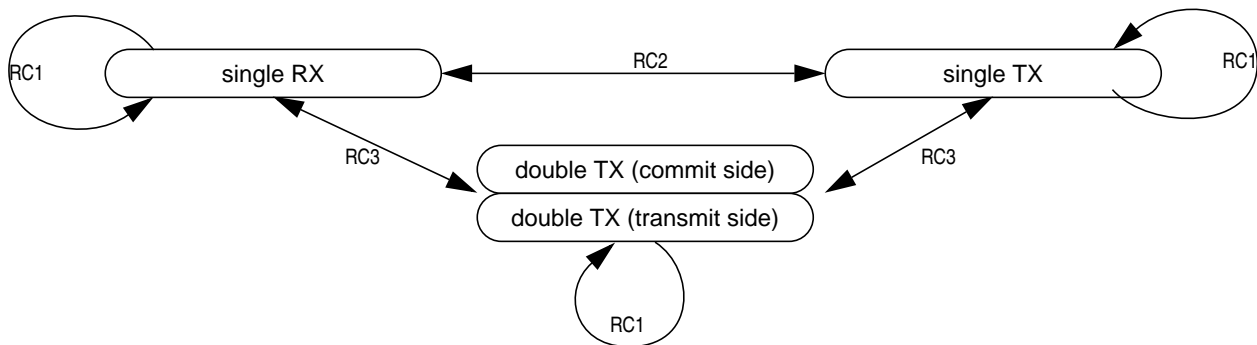 RC1
single RX
RC2
single TX
RC1
RC3
RC3
double TX (commit side)
double TX (transmit side)
RC1